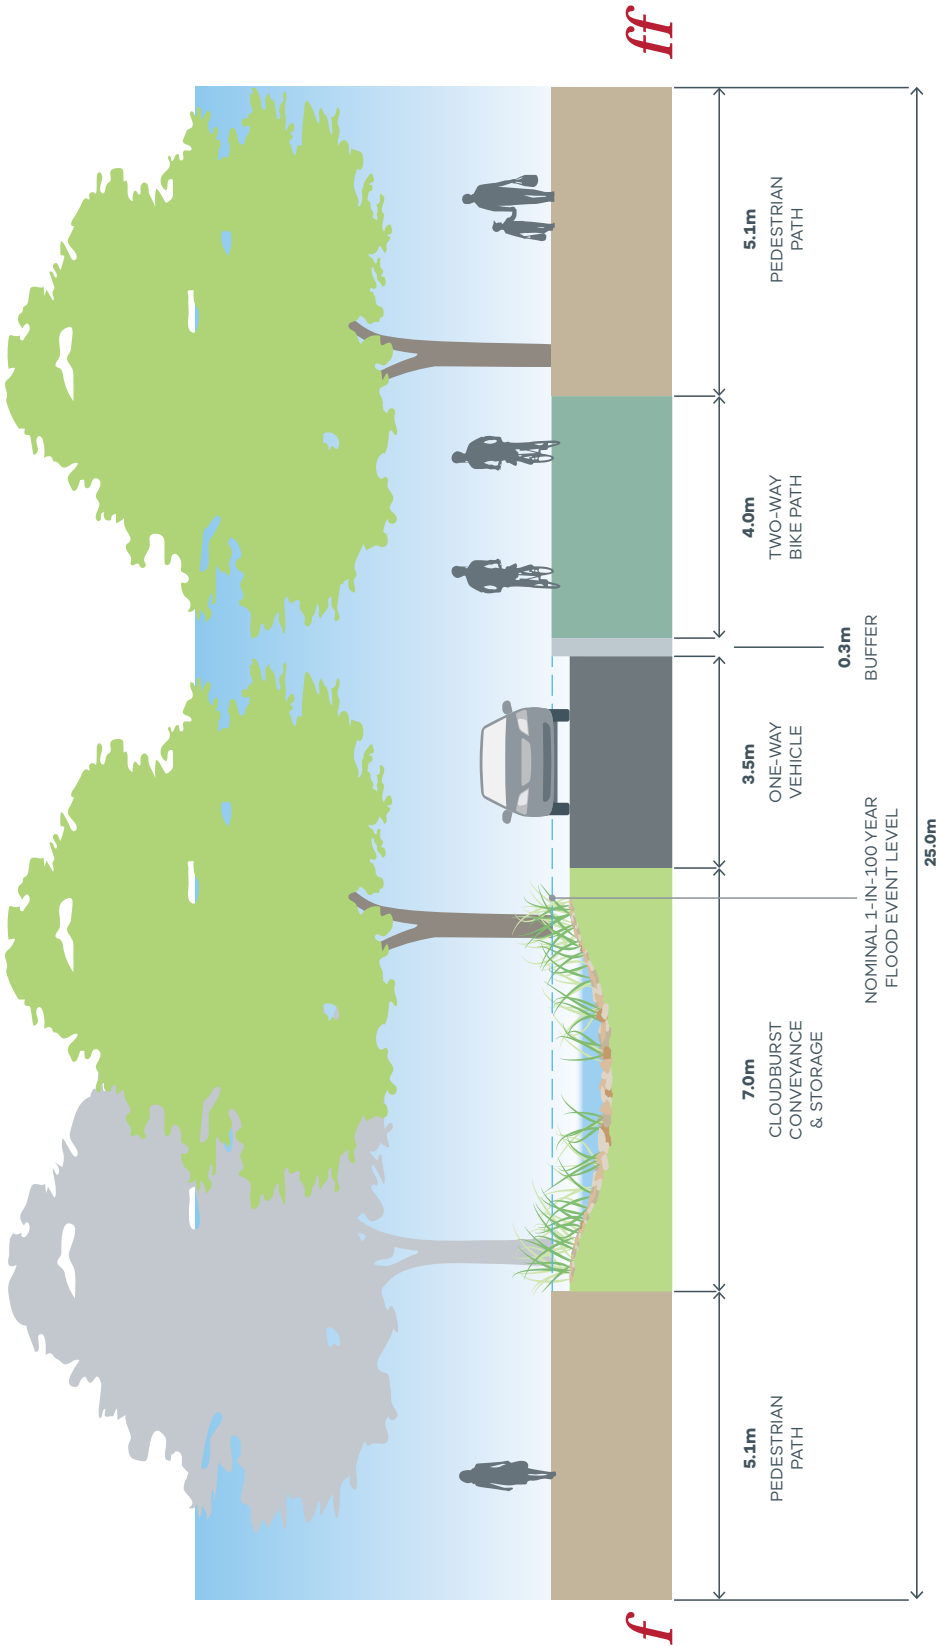 f
ff
5.1m
PEDESTRIAN
PATH
7.0m
CLOUDBURST
CONVEYANCE
& STORAGE
3.5m
ONE-WAY
VEHICLE
4.0m
TWO-WAY
BIKE PATH
5.1m
PEDESTRIAN
PATH
0.3m
BUFFER
NOMINAL 1-IN-100 YEAR
FLOOD EVENT LEVEL
25.0m